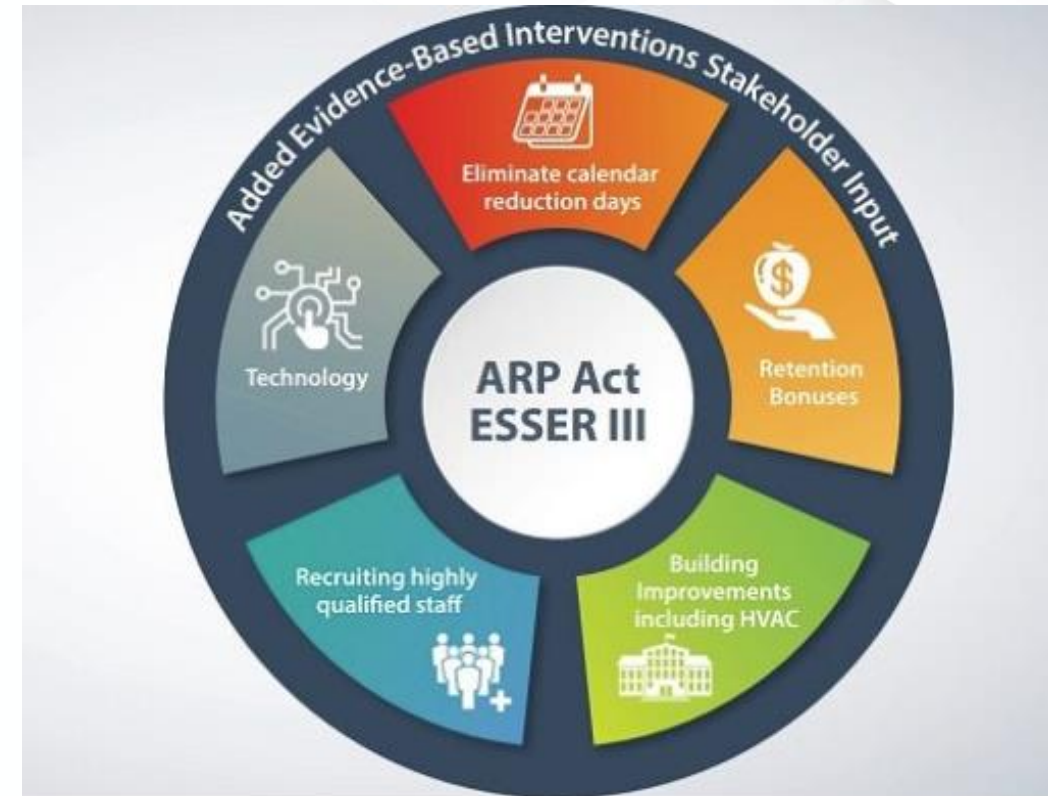 Added Evidence-Based Interventions Stakeholder Input
Eliminate calendar
reduction days
Retention
Bonuses
Building
Improvements
including HVAC
Recruiting highly
qualified staff
Technology
ARP Act
ESSER III